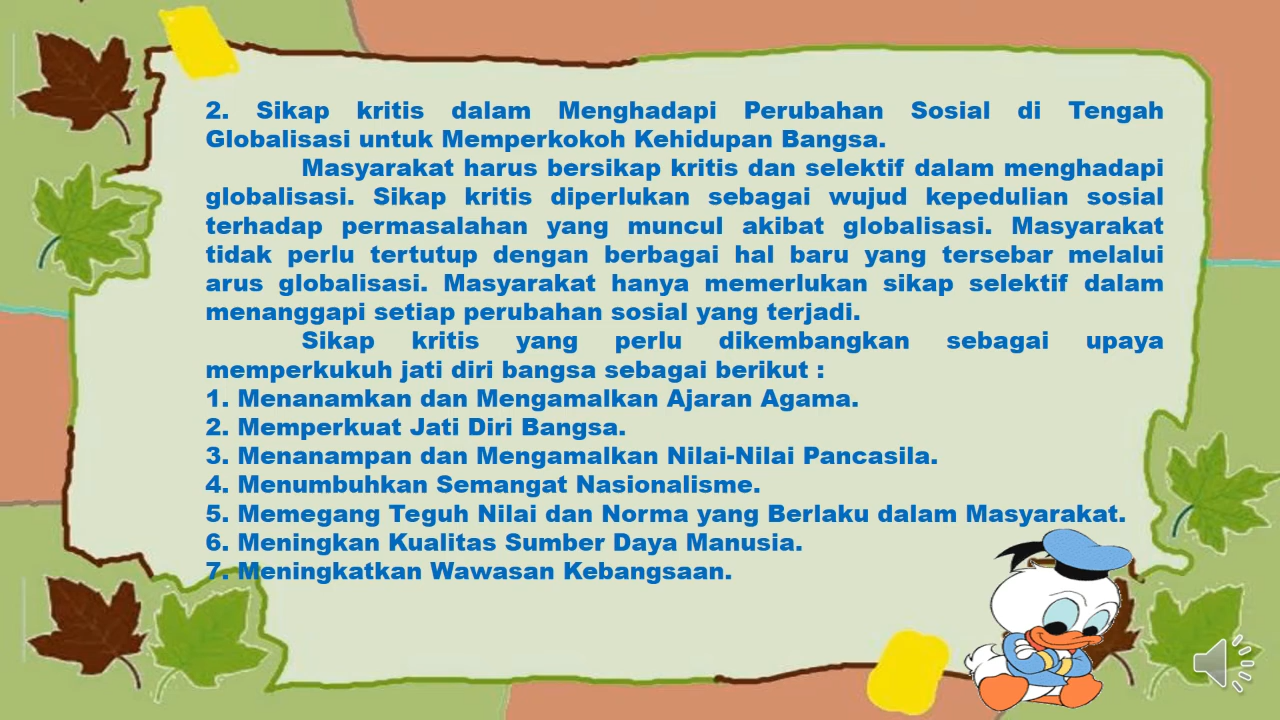 2. Sikap kritis dalam Menghadapi Perubahan Sosial di Tengah
Globalisasi untuk Memperkokoh Kehidupan Bangsa.
Masyarakat harus bersikap kritis dan selektif dalam menghadapi
globalisasi. Sikap kritis diperlukan sebagai wujud kepedulian sosial
terhadap permasalahan yang muncul akibat globalisasi. Masyarakat
tidak perlu tertutup dengan berbagai hal baru yang tersebar melalui
arus globalisasi. Masyarakat hanya memerlukan sikap selektif dalam
menanggapi setiap perubahan sosial yang terjadi.
Sikap kritis yang perlu dikembangkan sebagai upaya
memperkukuh jati diri bangsa sebagai berikut :
1. Menanamkan dan Mengamalkan Ajaran Agama.
2. Memperkuat Jati Diri Bangsa.
3. Menanampan dan Mengamalkan Nilai-Nilai Pancasila.
4. Menumbuhkan Semangat Nasionalisme.
5. Memegang Teguh Nilai dan Norma yang Berlaku dalam Masyarakat.
6. Meningkan Kualitas Sumber Daya Manusia.
7. Meningkatkan Wawasan Kebangsaan.